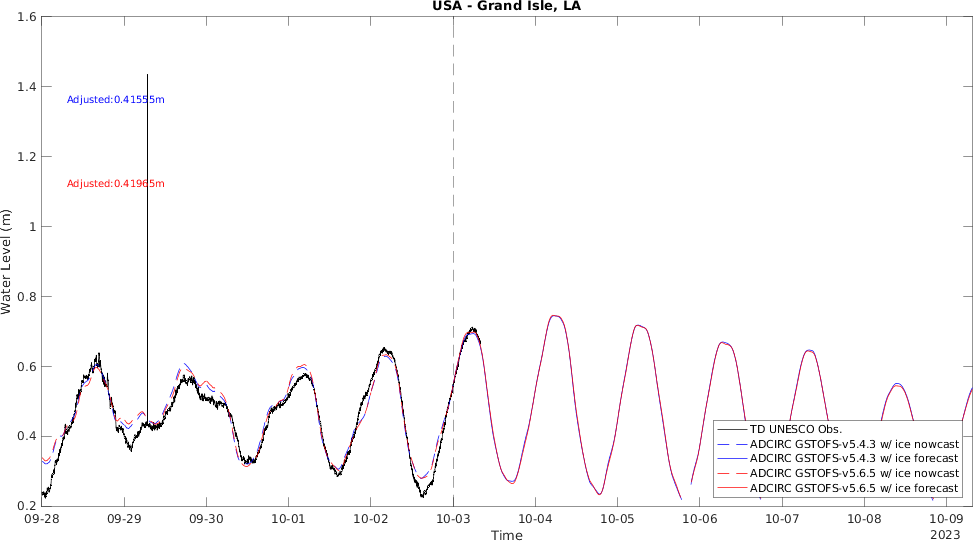 USA - Grand Isle, LA
1.6
1.4
1.2
1
0.8
0.6
0.4
0.2
Water Level (m)
Adjusted:0.41555m
Adjusted:0.41965m
TD UNESCO Obs.
ADCIRC GSTOFS-v5.4.3 w/ ice nowcast
ADCIRC GSTOFS-v5.4.3 w/ ice forecast
ADCIRC GSTOFS-v5.6.5 w/ ice nowcast
ADCIRC GSTOFS-v5.6.5 w/ ice forecast
09-28 09-29 09-30 10-01 10-02 10-03 10-04 10-05 10-06 10-07 10-08 10-09
2023
Time